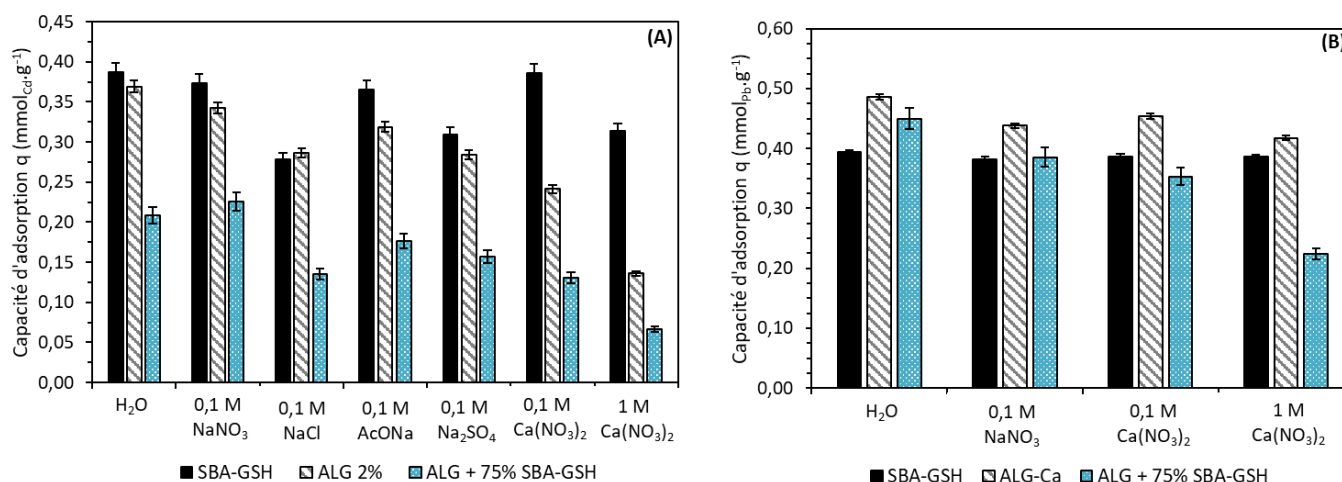 (A)
Capacité d'adsorption q (mmolCd.g-1)
0,45
0,40
0,35
0,30
0,25
0,20
0,15
0,10
0,05
0,00
H2O 0,1 M 0,1 M 0,1 M 0,1 M 0,1 M 1 M
NaNO3 NaCl AcONa Na2SO4 Ca(NO3)2 Ca(NO3)2
SBA-GSH ALG 2% ALG + 75% SBA-GSH
(B)
Capacité d'adsorption q (mmolPb.g-1)
0,60
0,50
0,40
0,30
0,20
0,10
0,00
H2O 0,1 M 0,1 M 1 M
NaNO3 Ca(NO3)2 Ca(NO3)2
SBA-GSH ALG-Ca ALG + 75% SBA-GSH